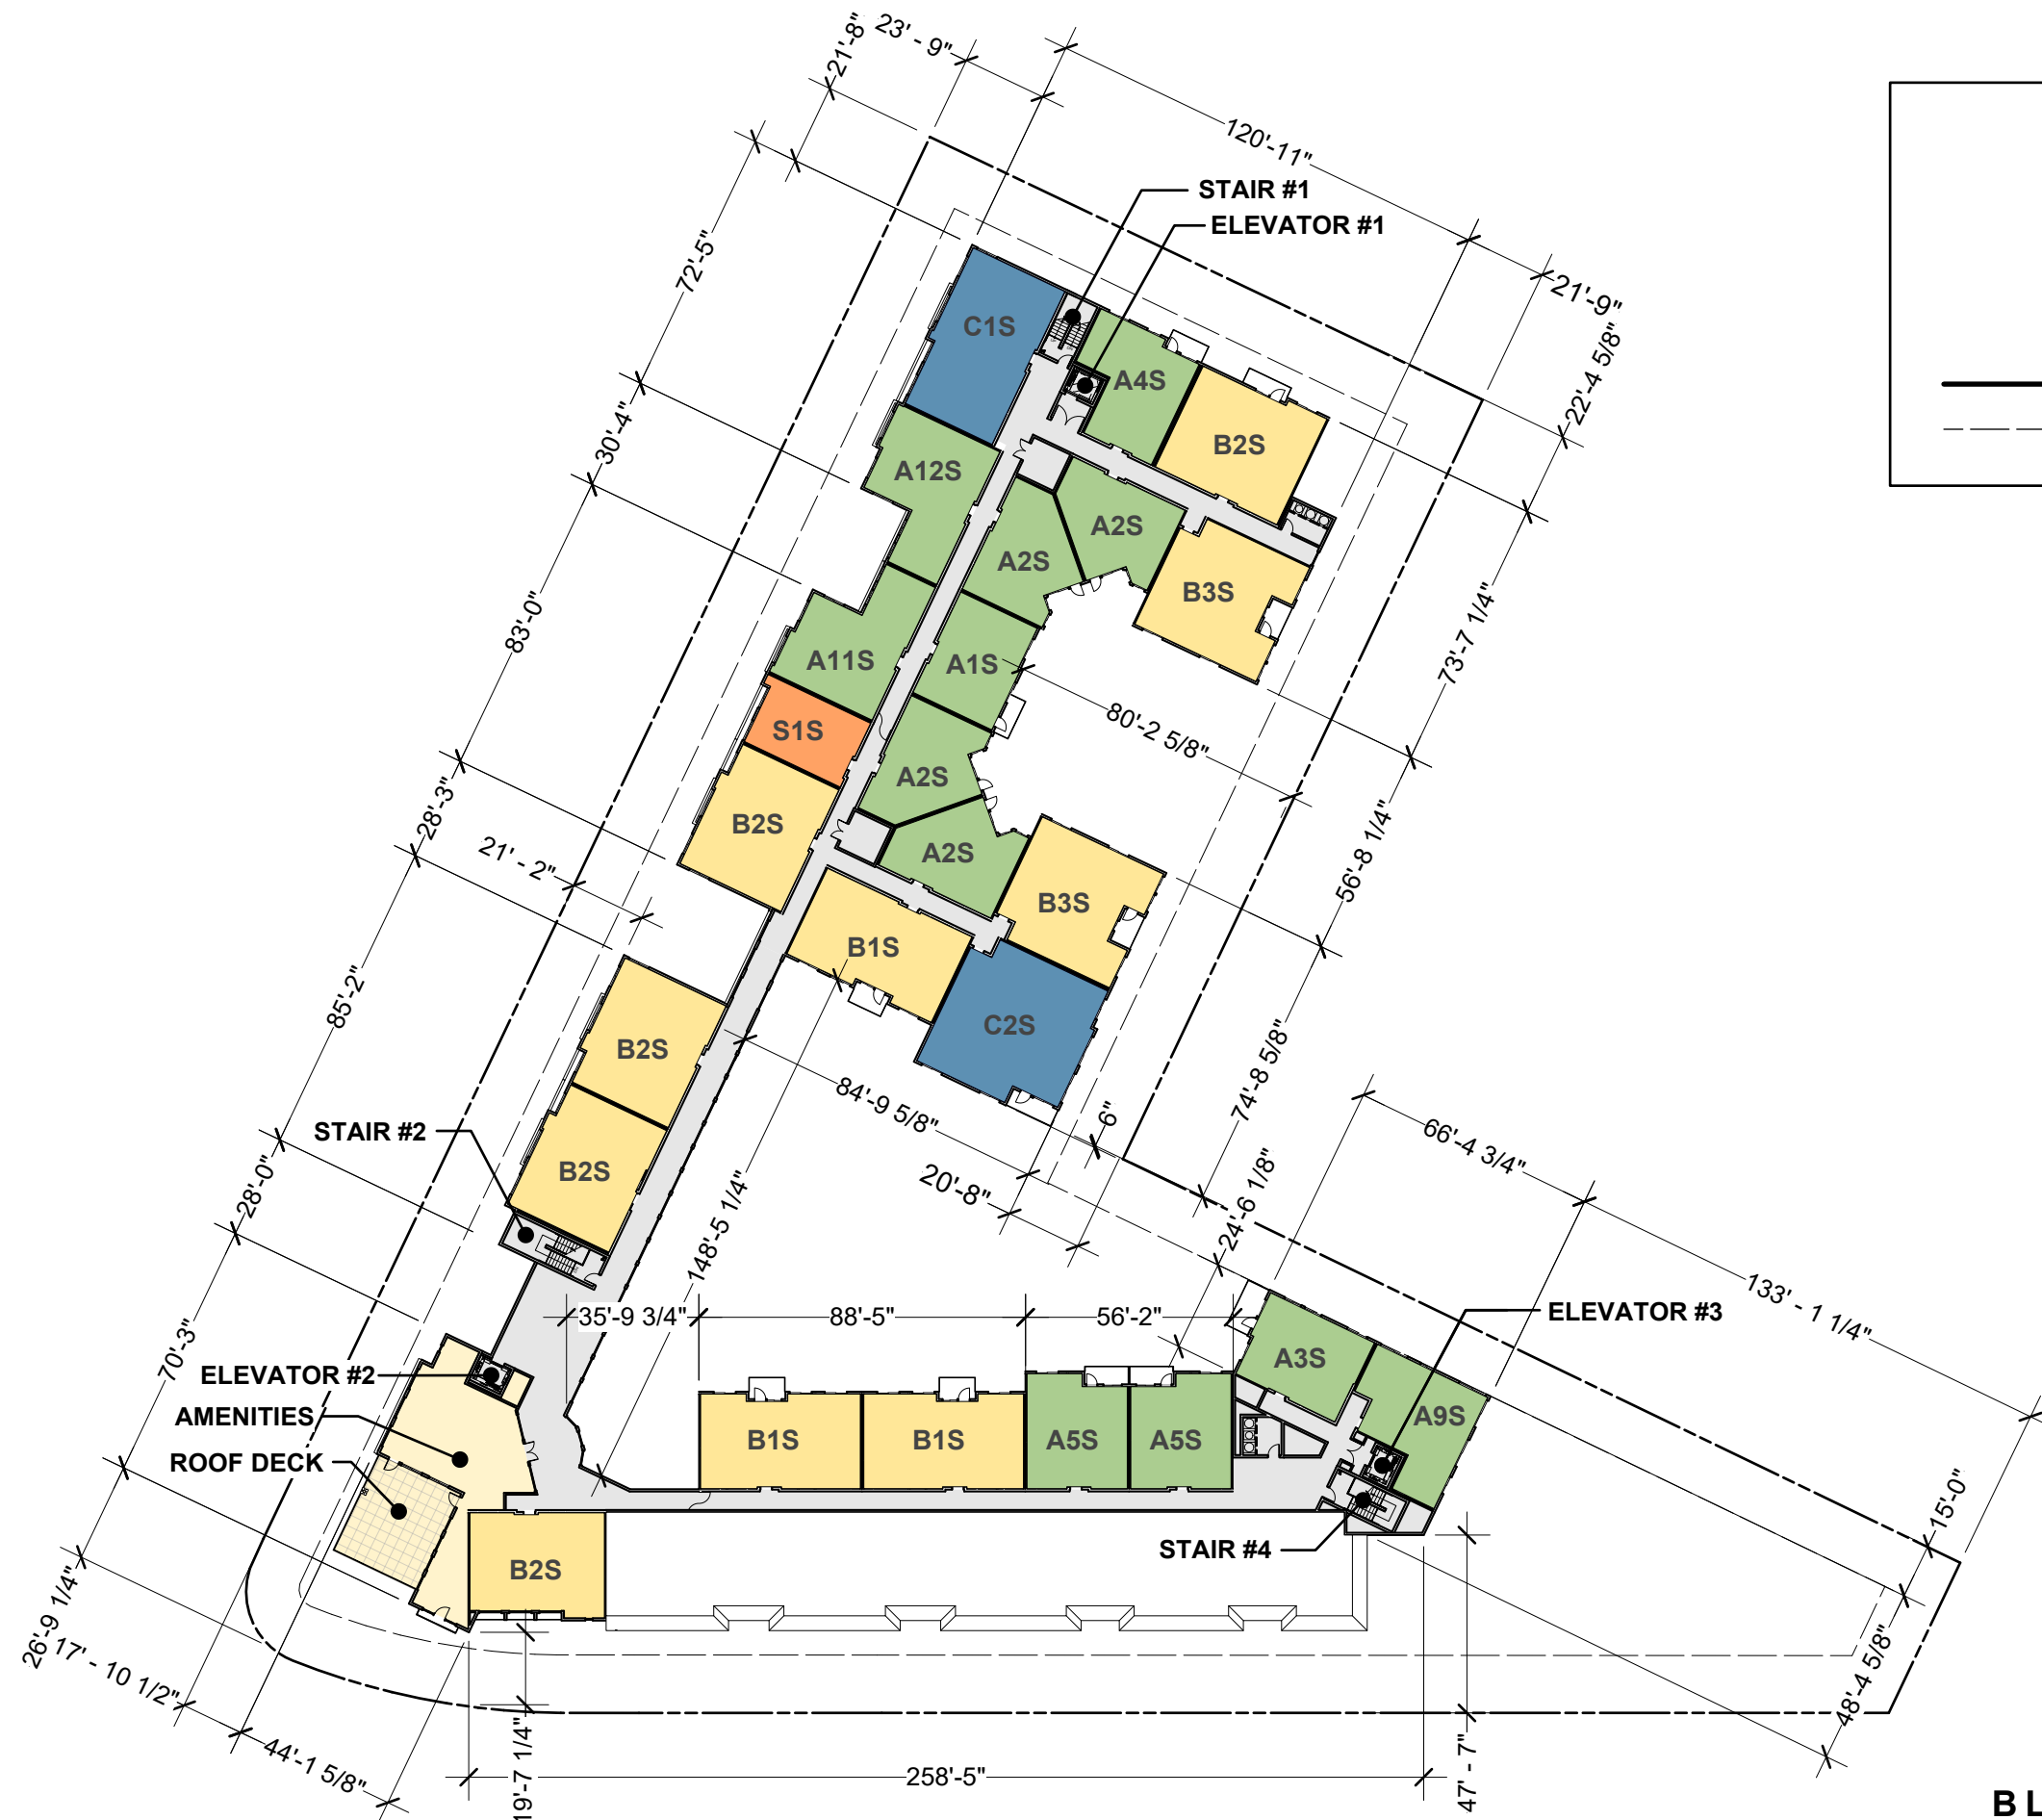 23' - 9"
21'-8"
120'-11"
STAIR #1
ELEVATOR #1
72'-5"
21'-9"
22'-4 5/8"
C1S
A4S
B2S
30'-4"
A12S
A2S
A2S
B3S
83'-0"
73'-7 1/4"
A11S
A1S
80'-2 5/8"
S1S
A2S
B2S
28'-3"
21' - 2"
A2S
B3S
56'-8 1/4"
B1S
85'-2"
C2S
B2S
84'-9 5/8"
6"
74'-8 5/8"
STAIR #2
66'-4 3/4"
B2S
20'-8"
24'-6 1/8"
28'-0"
148'-5 1/4"
133' - 1 1/4"
35'-9 3/4"
88'-5"
56'-2"
ELEVATOR #3
70'-3"
A3S
ELEVATOR #2
AMENITIES
A9S
ROOF DECK
B1S
B1S
A5S
A5S
15'-0"
STAIR #4
B2S
26'-9 1/4"
17' - 10 1/2"
48'-4 5/8"
44'-1 5/8"
19'-7 1/4"
258'-5"
47' - 7"
B L